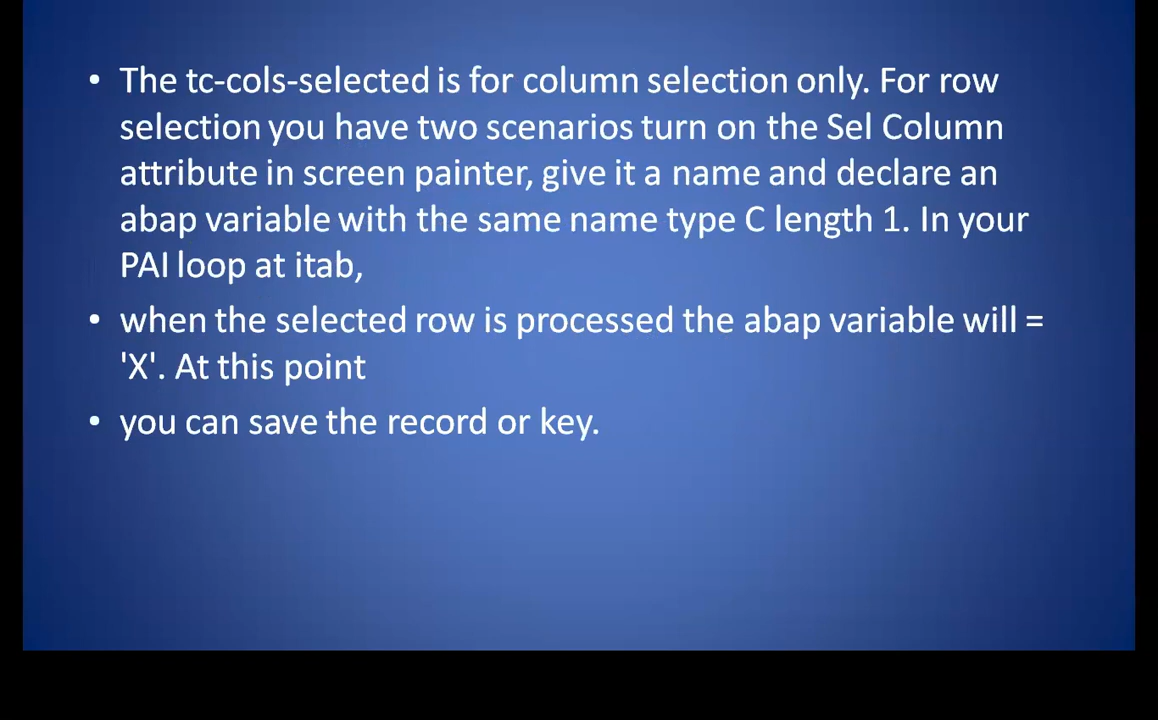 • The tc-cols-selected is for column selection only. For row
selection you have two scenarios turn on the Sel Column
attribute in screen painter, give it a name and declare an
abap variable with the same name type C length 1. In your
PAI loop at itab,
• when the selected row is processed the abap variable will =
'X'. At this point
• you can save the record or key.